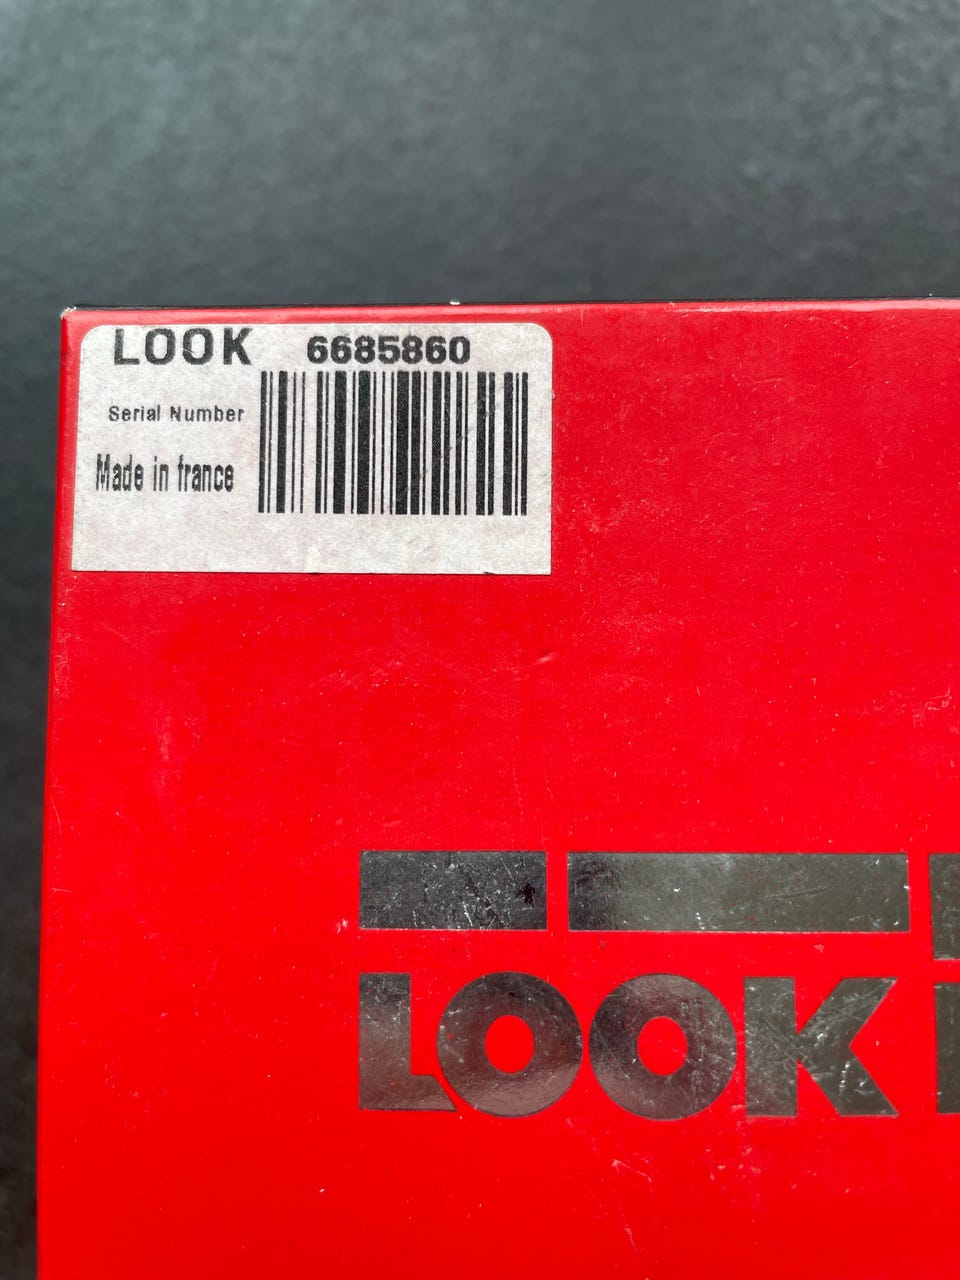 LOOK 6685860
Serial Number
Made in france
LOOK